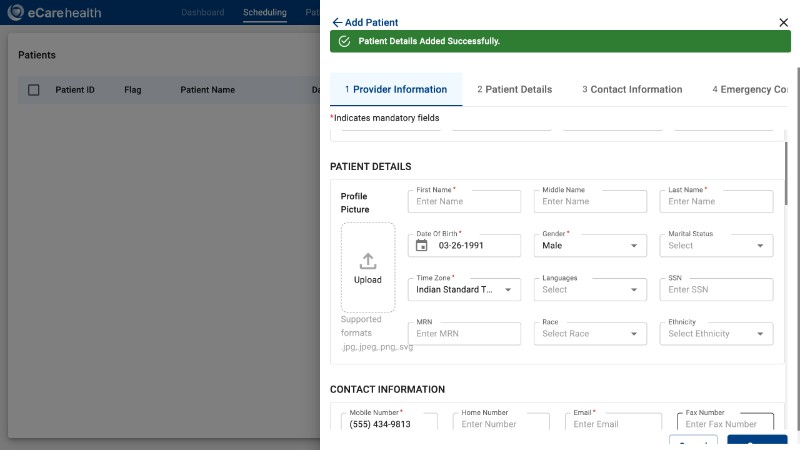 eCarehealth
Dashboard
Scheduling
Pat
Patients
Patient ID
Flag
Patient Name
Da
Add Patient
Patient Details Added Successfully.
1 Provider Information
2 Patient Details
3 Contact Information
4 Emergency Co
*Indicates mandatory fields
PATIENT DETAILS
Profile
Picture
Upload
Supported
formats
.jpg,.jpeg,.png,.svg
First Name *
Enter Name
Middle Name
Enter Name
Last Name *
Enter Name
Date Of Birth *
03-26-1991
Gender *
Male
Marital Status
Select
Time Zone *
Indian Standard T...
Languages
Select
SSN
Enter SSN
MRN
Enter MRN
Race
Select Race
Ethnicity
Select Ethnicity
CONTACT INFORMATION
Mobile Number *
(555) 434-9813
Home Number
Enter Number
Email *
Enter Email
Fax Number
Enter Fax Number